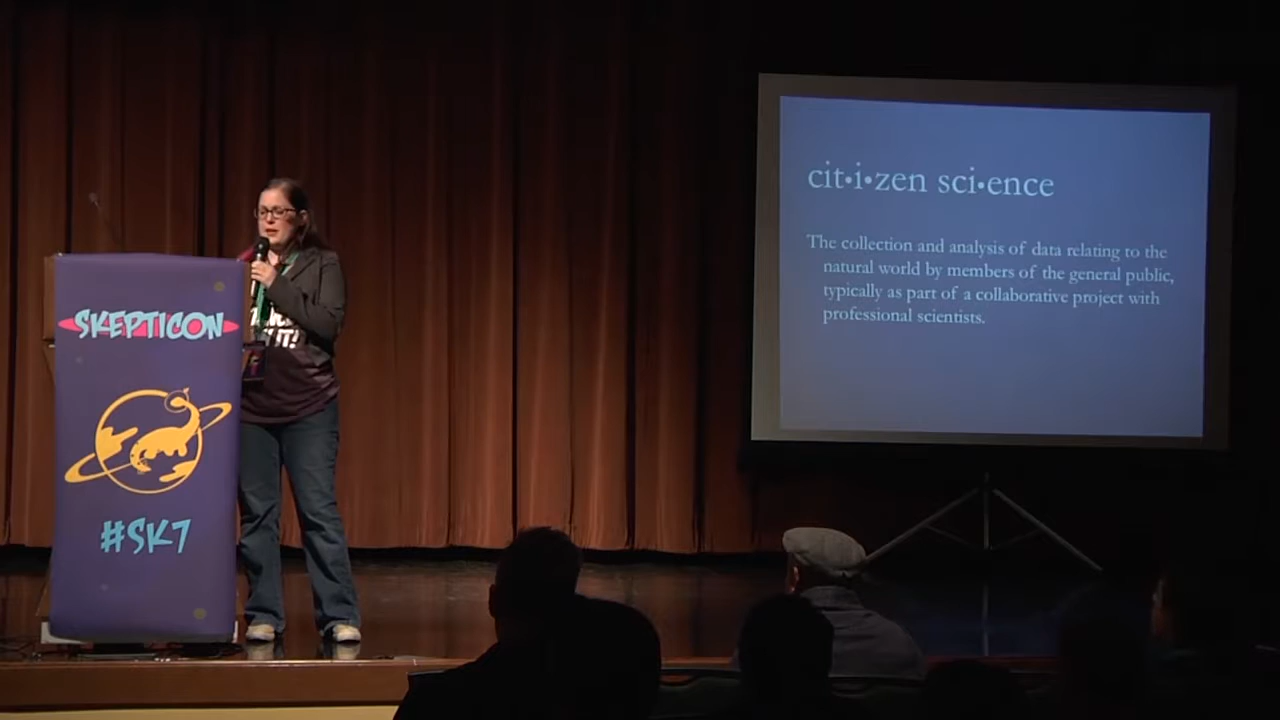 SKEPTICON
#SK7
cit•i•zen sci•ence
The collection and analysis of data relating to the
natural world by members of the general public,
typically as part of a collaborative project with
professional scientists.